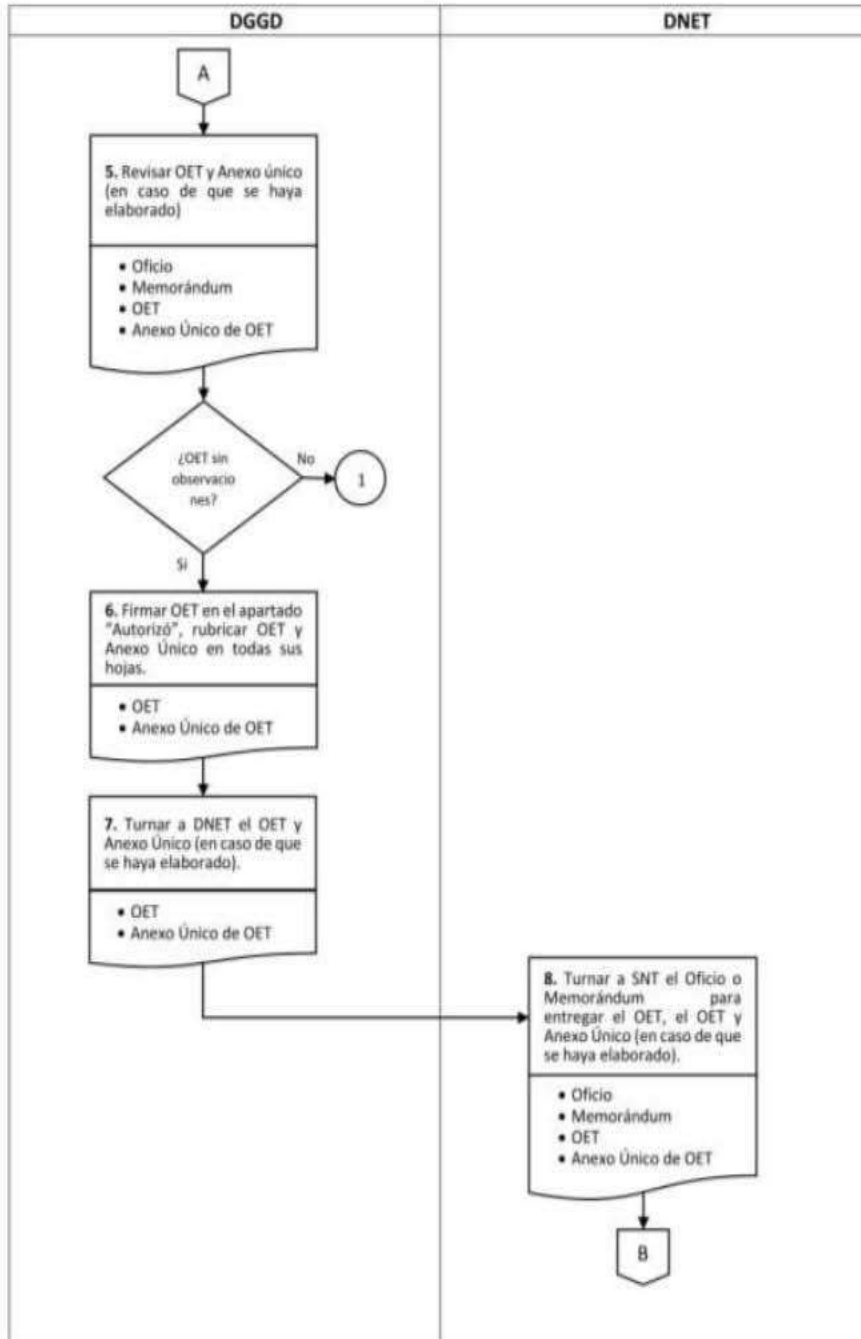 DGGD
DNET
A
5. Revisar OET y Anexo único
(en caso de que se haya
elaborado)
• Oficio
• Memorándum
• OET
• Anexo Único de OET
¿OET sin
observacio
nes?
No
1
Si
6. Firmar OET en el apartado
"Autorizó", rubricar OET y
Anexo Único en todas sus
hojas.
• OET
• Anexo Único de OET
7. Turnar a DNET el OET y
Anexo Único (en caso de que
se haya elaborado).
• OET
• Anexo Único de OET
8. Turnar a SNT el Oficio o
Memorándum para
entregar el OET, el OET y
Anexo Único (en caso de que
se haya elaborado).
• Oficio
• Memorándum
• OET
• Anexo Único de OET
B